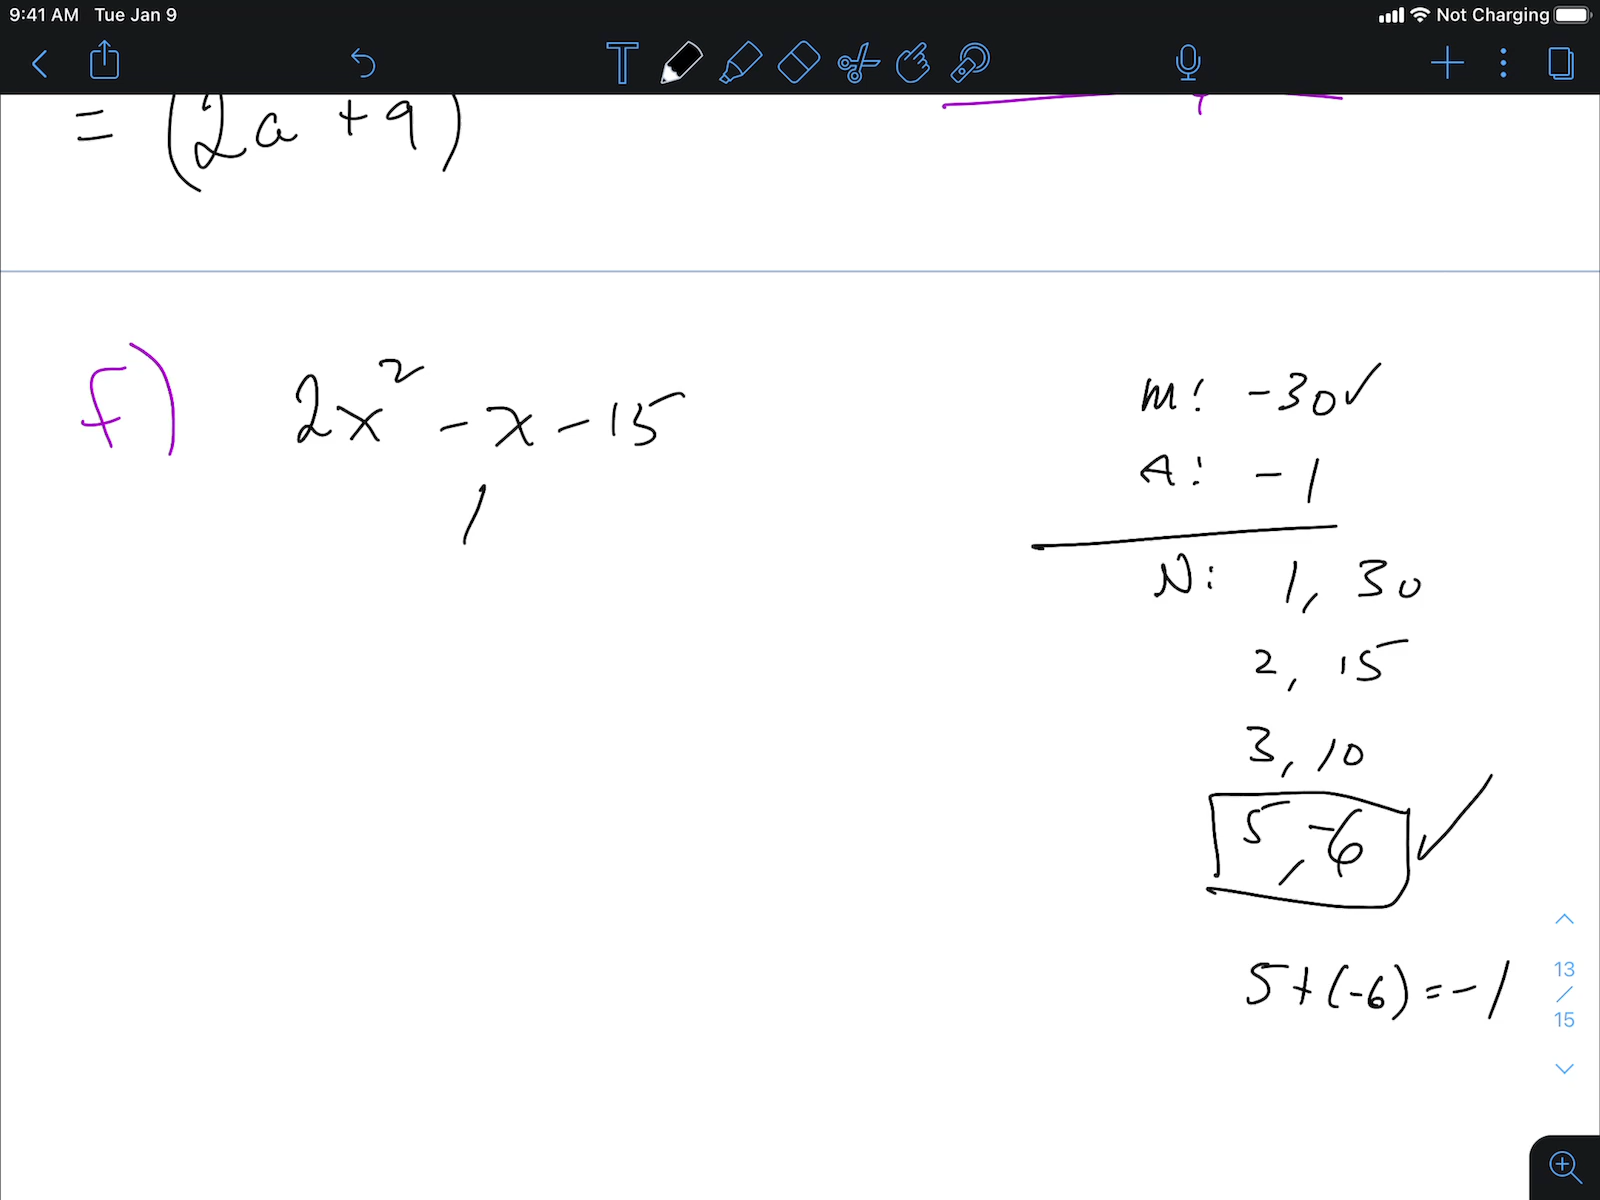 9:41 AM Tue Jan 9
Not Charging
= (2a + 9)
f) 2x² - x - 15
M: -30✓
A: -1
N: 1, 30
2, 15
3, 10
5, -6 ✓
5+(-6)=-1
13
/
15